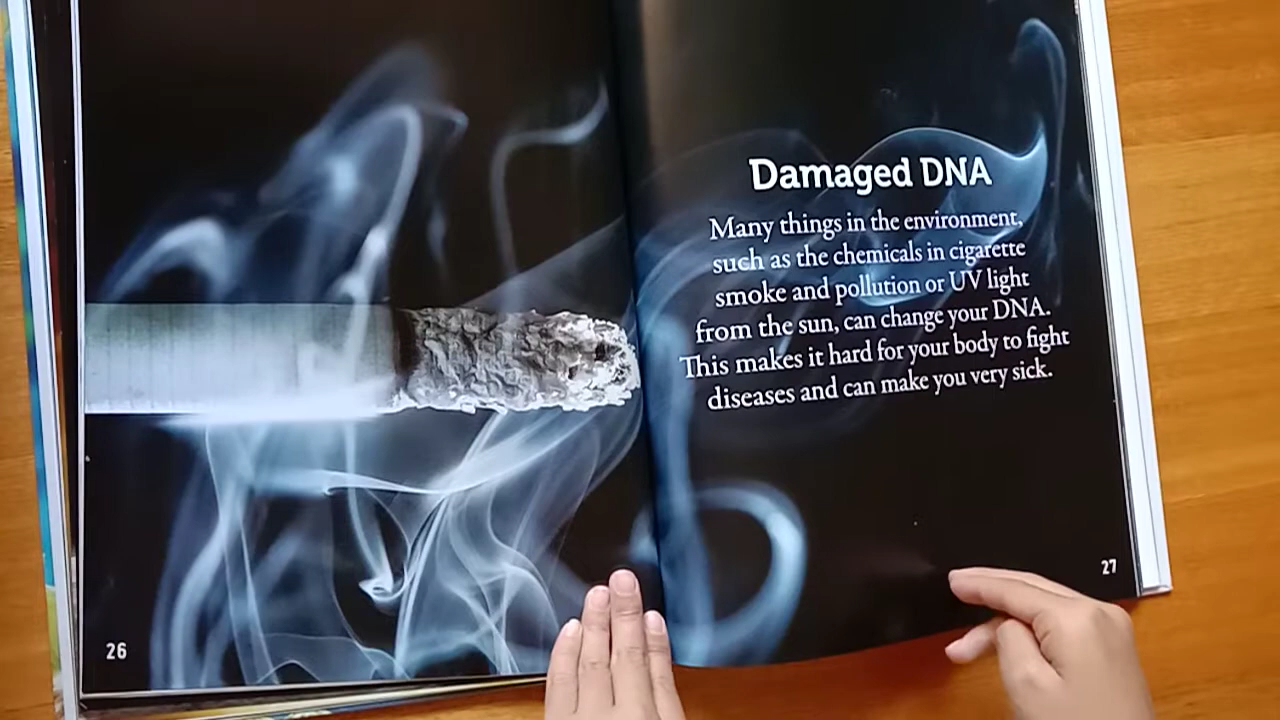 Damaged DNA
Many things in the environment,
such as the chemicals in cigarette
smoke and pollution or UV light
from the sun, can change your DNA.
This makes it hard for your body to fight
diseases and can make you very sick.
26
27